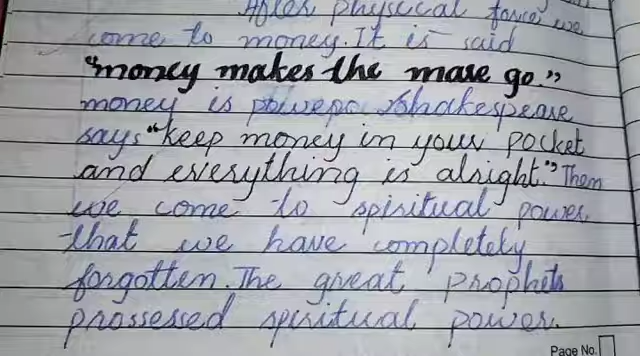 After physical force we
come to money. It is said
"money makes the mare go."
money is powepo. Shakespeare
says "keep money in your pocket
and everything is alright." Then
we come to spiritual power.
that we have completely
forgotten. The great prophets
prossessed spiritual power.
Page No.